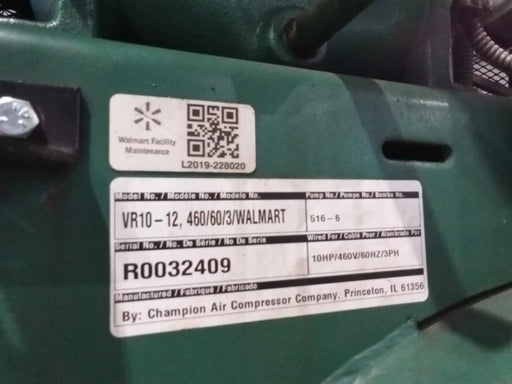 Walmart Facility
Maintenance
L2019-228020
Model No. / Modèle No. / Modelo No.
Pump No./Pompe No./Bomba No.
VR10-12, 460/60/3/WALMART
516-6
Serial No. / No. De Série / No De Serie
Wired For / Cablé Pour / Alambrado Por
R0032409
10HP/460V/60HZ/3PH
Manufactured / Fabriqué / Fabricado
By: Champion Air Compressor Company, Princeton, IL 61356